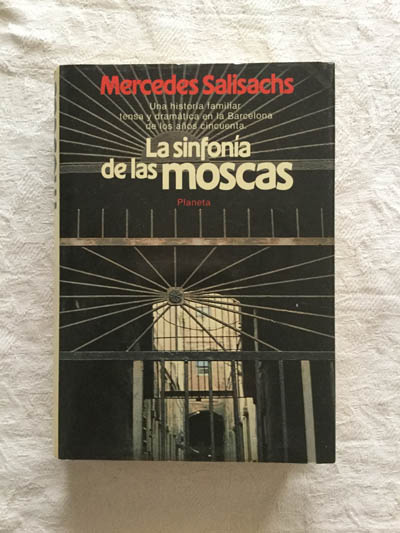 Mercedes Salisachs
Una historia familiar
tensa y dramática en la Barcelona
de los años cincuenta.
La sinfonía
de las moscas
Planeta